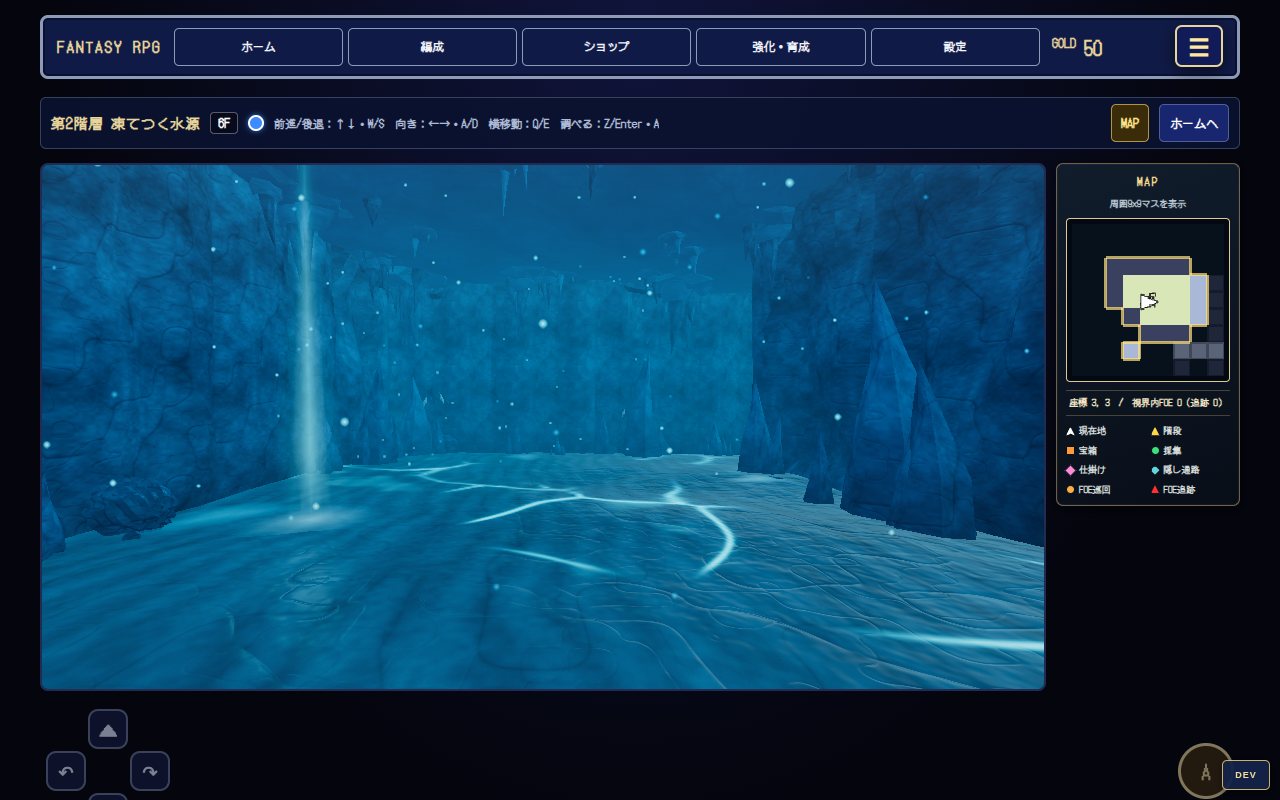 FANTASY RPG
ホーム
編成
ショップ
強化・育成
設定
GOLD 50
第2階層 凍てつく水源
6F
前進/後退：↑↓・W/S 向き：←→・A/D 横移動：Q/E 調べる：Z/Enter・A
MAP
ホームへ
MAP
周囲9x9マスを表示
座標 3, 3 / 視界内FOE 0（追跡 0）
現在地
階段
宝箱
採集
仕掛け
隠し通路
FOE巡回
FOE追跡
A
DEV